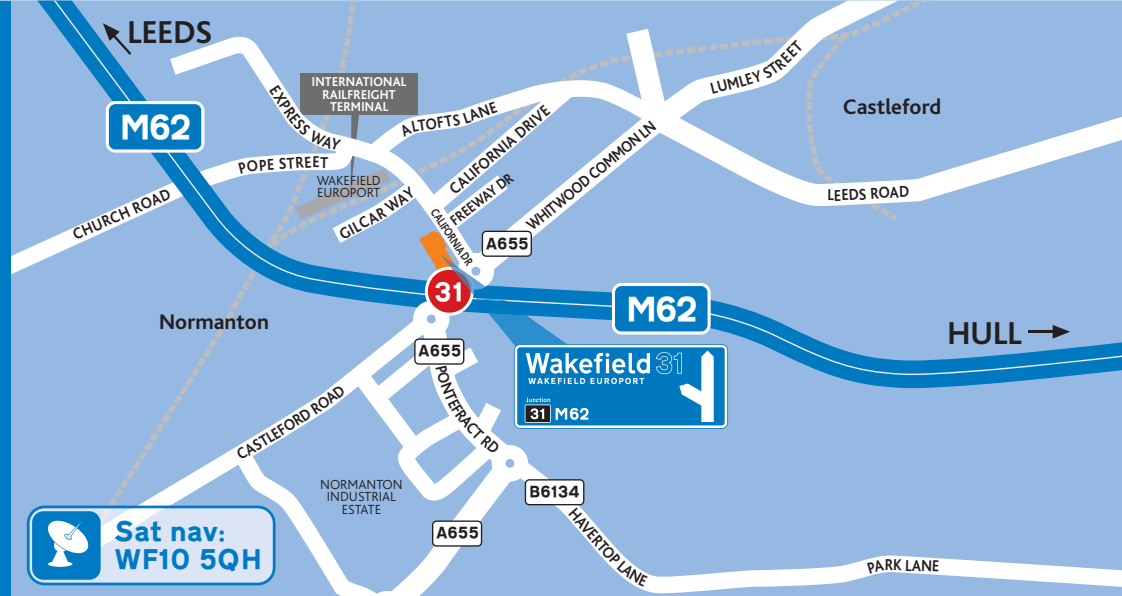 LEEDS
M62
INTERNATIONAL
RAILFREIGHT
TERMINAL
EXPRESS WAY
ALTOFTS LANE
LUMLEY STREET
Castleford
POPE STREET
CALIFORNIA DRIVE
WHITWOOD COMMON LN
WAKEFIELD
EUROPORT
FREEWAY DR
LEEDS ROAD
CHURCH ROAD
GILCAR WAY
CALIFORNIA DR
A655
31
M62
Normanton
HULL
A655
Wakefield 31
WAKEFIELD EUROPORT
Junction
31 M62
PONTEFRACT RD
CASTLEFORD ROAD
NORMANTON
INDUSTRIAL
ESTATE
B6134
A655
HAVERTOP LANE
PARK LANE
Sat nav:
WF10 5QH